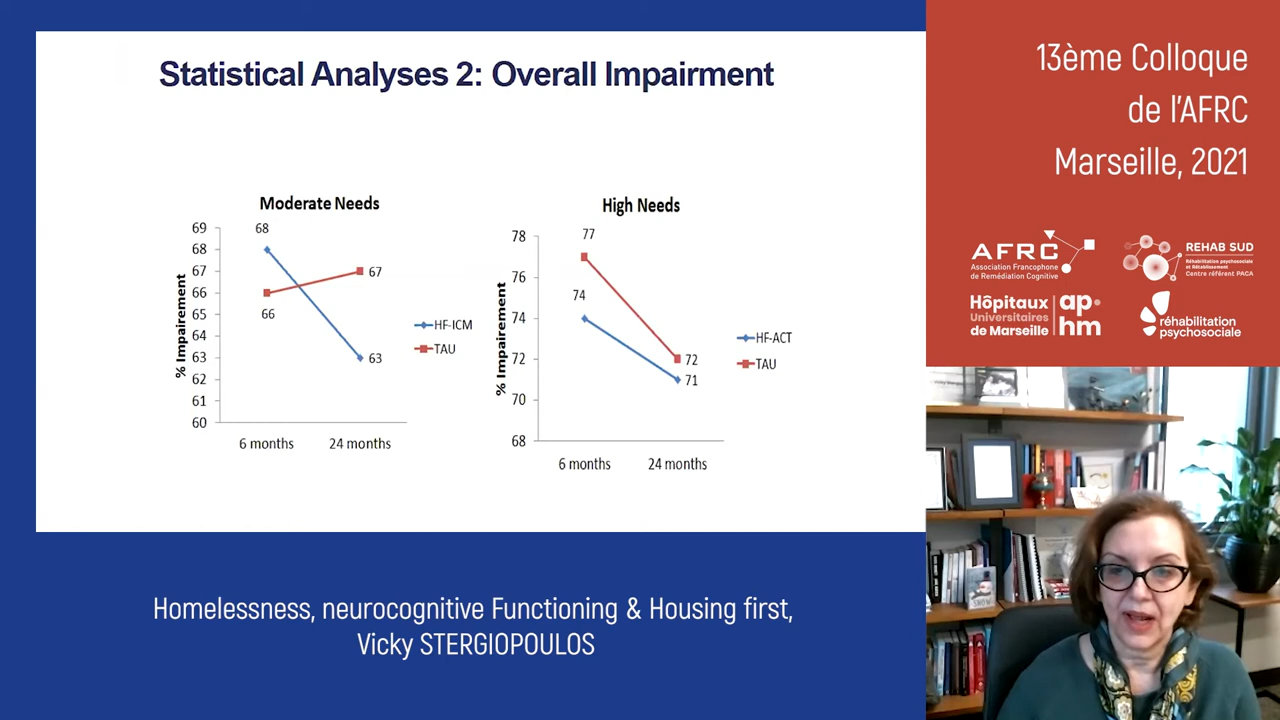 Statistical Analyses 2: Overall Impairment
Moderate Needs
% Impairement
69
68
67
66
65
64
63
62
61
60
68
66
67
63
6 months
24 months
HF-ICM
TAU
High Needs
% Impairement
78
76
74
72
70
68
77
74
72
71
6 months
24 months
HF-ACT
TAU
Homelessness, neurocognitive Functioning & Housing first,
Vicky STERGIOPOULOS
13ème Colloque
de l'AFRC
Marseille, 2021
AFRC
Association Francophone
de Remédiation Cognitive
REHAB SUD
Réhabilitation psychosociale
et Rétablissement
Centre référent PACA
Hôpitaux
Universitaires
de Marseille
ap·
hm
réhabilitation
psychosociale